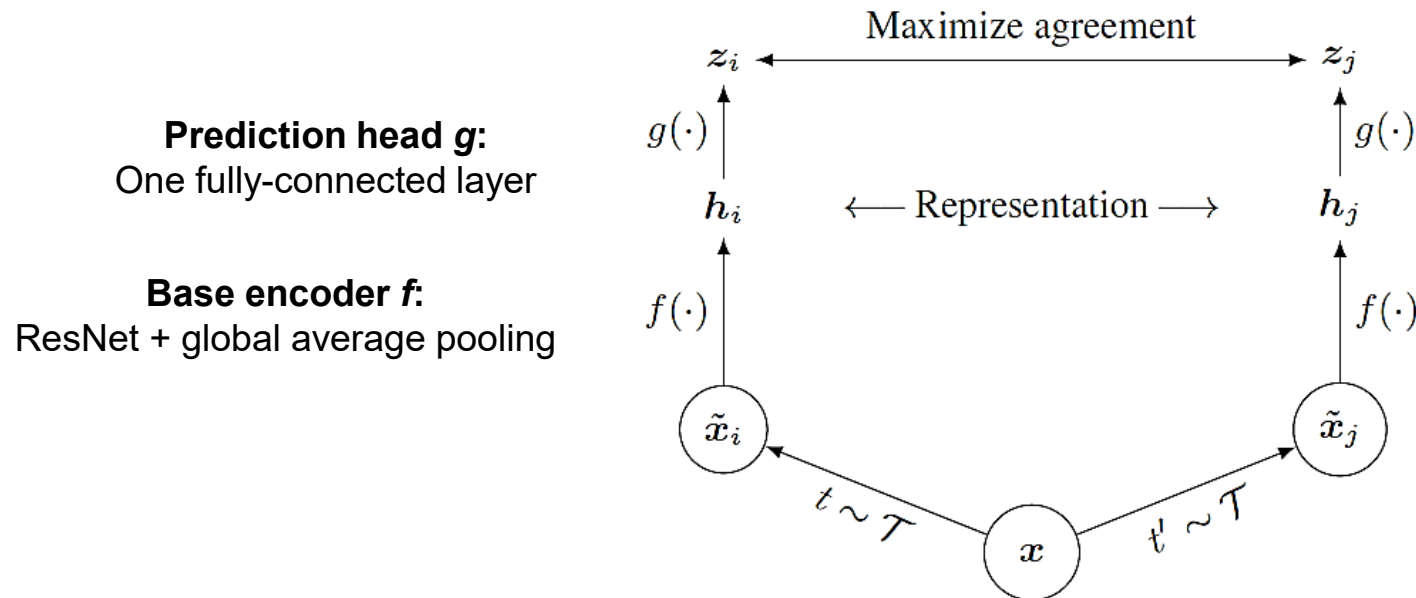 Prediction head g:
One fully-connected layer
Base encoder f:
ResNet + global average pooling
Maximize agreement
z_i z_j
g(·) g(·)
h_i ⟵ Representation ⟶ h_j
f(·) f(·)
x̃_i x̃_j
t ∼ 𝒯 t' ∼ 𝒯
x